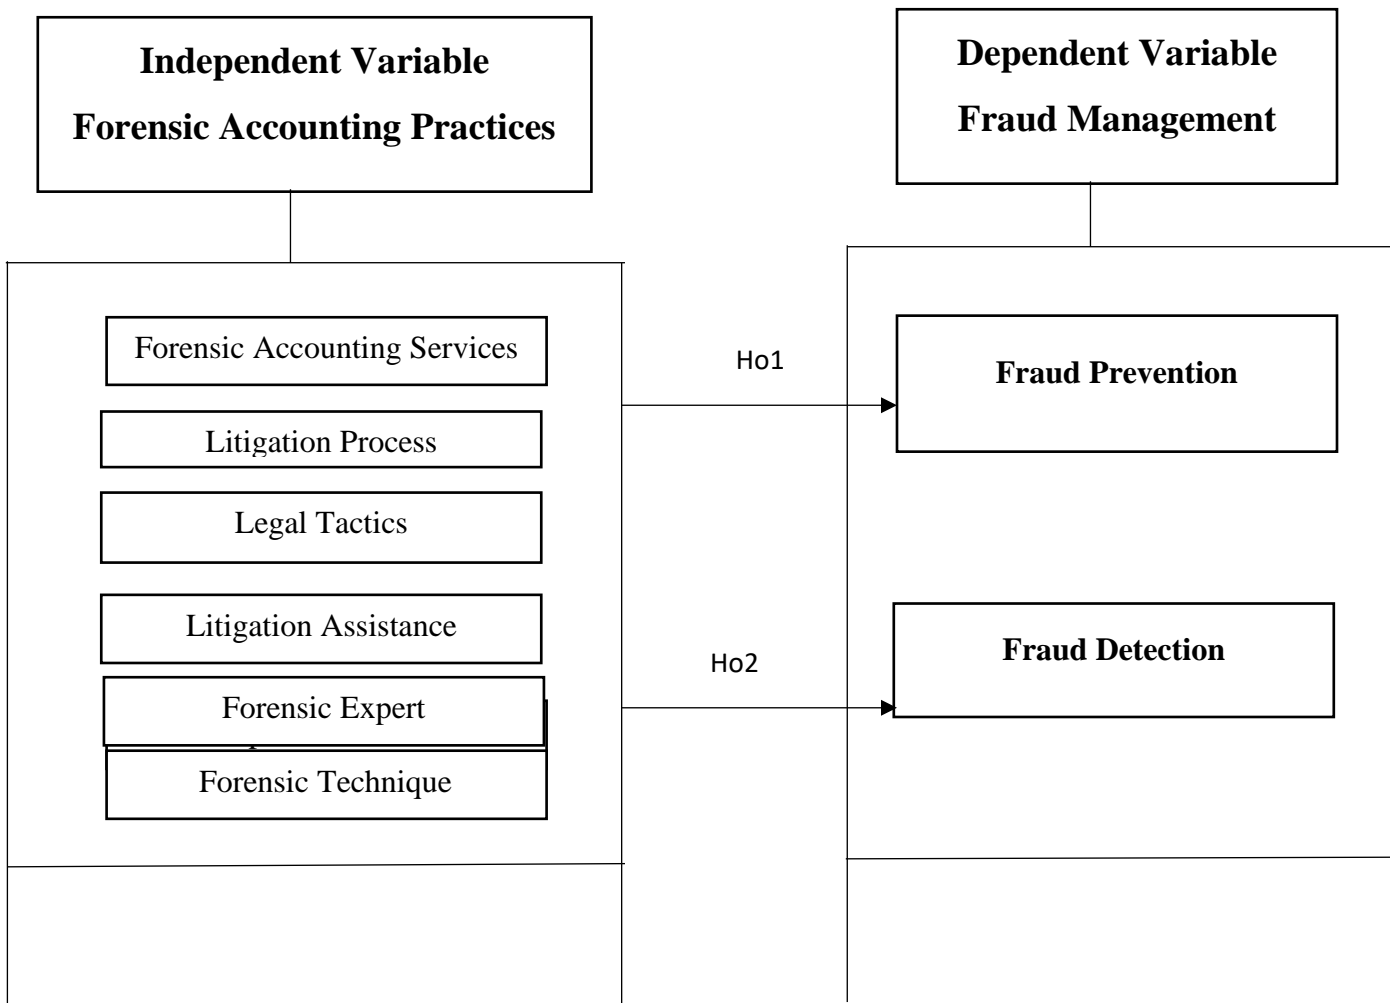 Independent Variable
Forensic Accounting Practices
Dependent Variable
Fraud Management
Forensic Accounting Services
Litigation Process
Legal Tactics
Litigation Assistance
Forensic Expert
Forensic Technique
Ho1
Ho2
Fraud Prevention
Fraud Detection